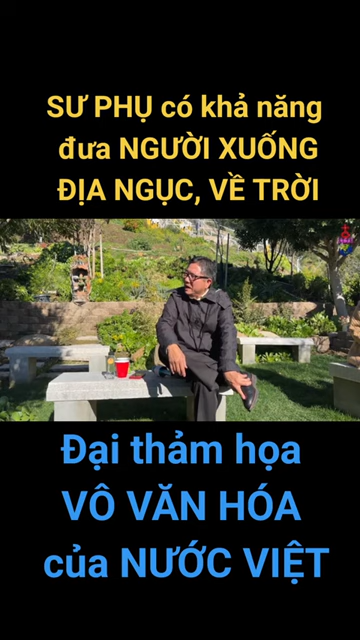 SƯ PHỤ có khả năng
đưa NGƯỜI XUỐNG
ĐỊA NGỤC, VỀ TRỜI
Đại thảm họa
VÔ VĂN HÓA
của NƯỚC VIỆT